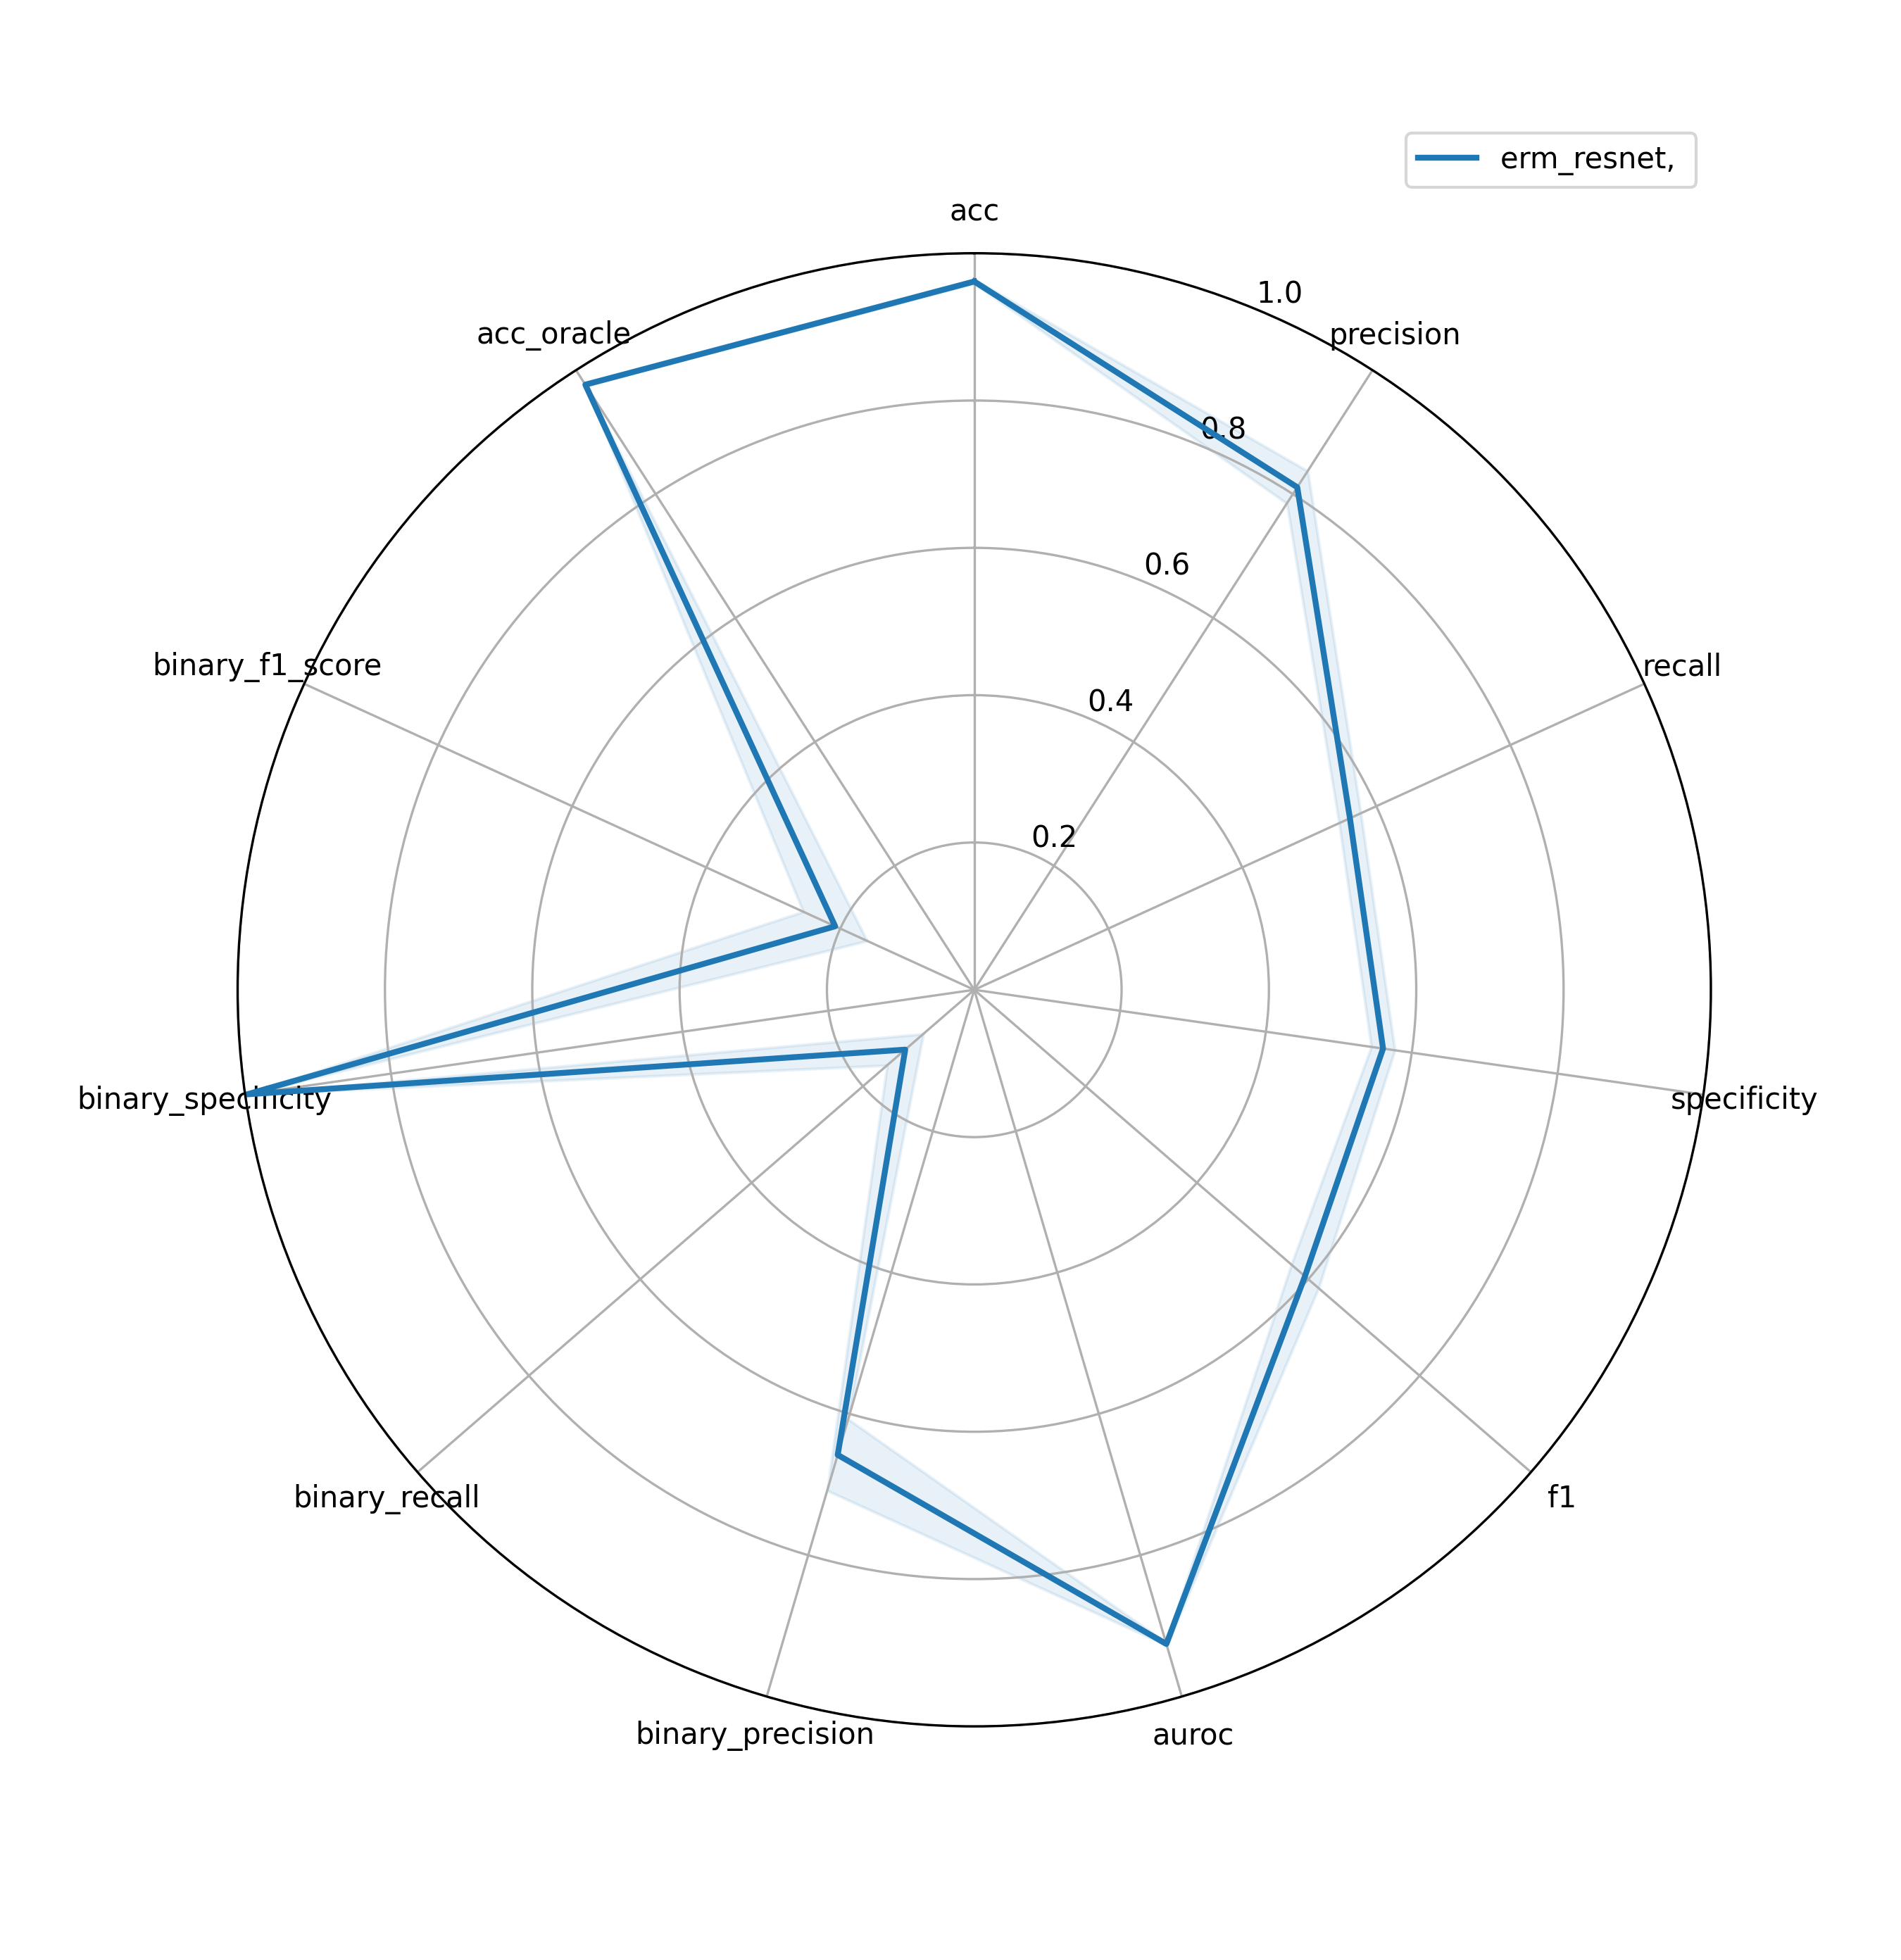 erm_resnet,
acc
1.0
acc_oracle
precision
0.8
0.6
binary_f1_score
recall
0.4
0.2
binary_specificity
specificity
binary_recall
f1
binary_precision
auroc